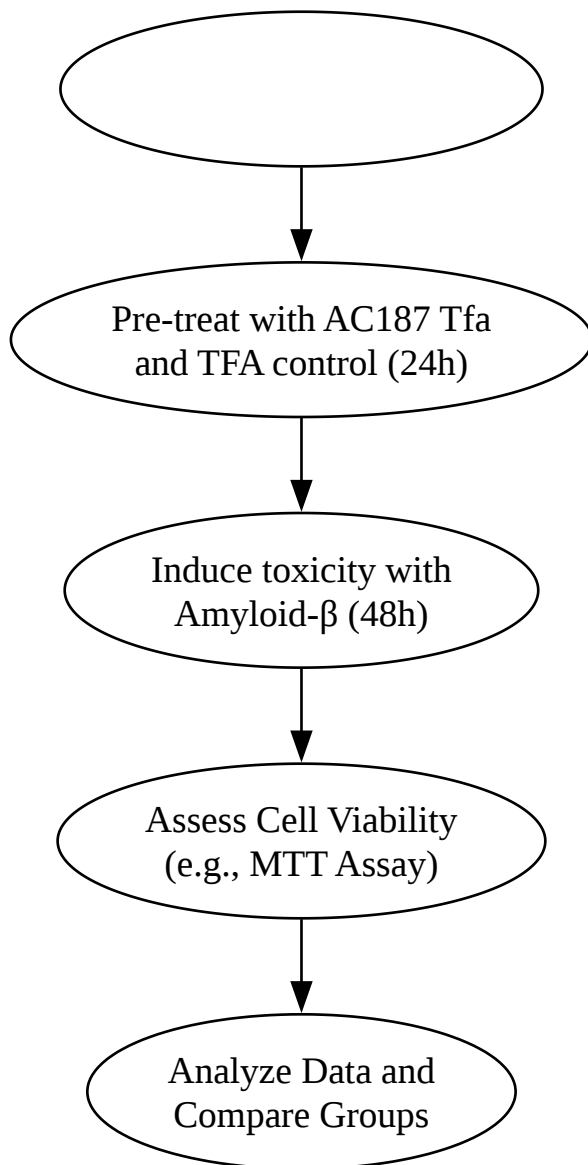 Pre-treat with AC187 Tfa
and TFA control (24h)
Induce toxicity with
Amyloid-β (48h)
Assess Cell Viability
(e.g., MTT Assay)
Analyze Data and
Compare Groups